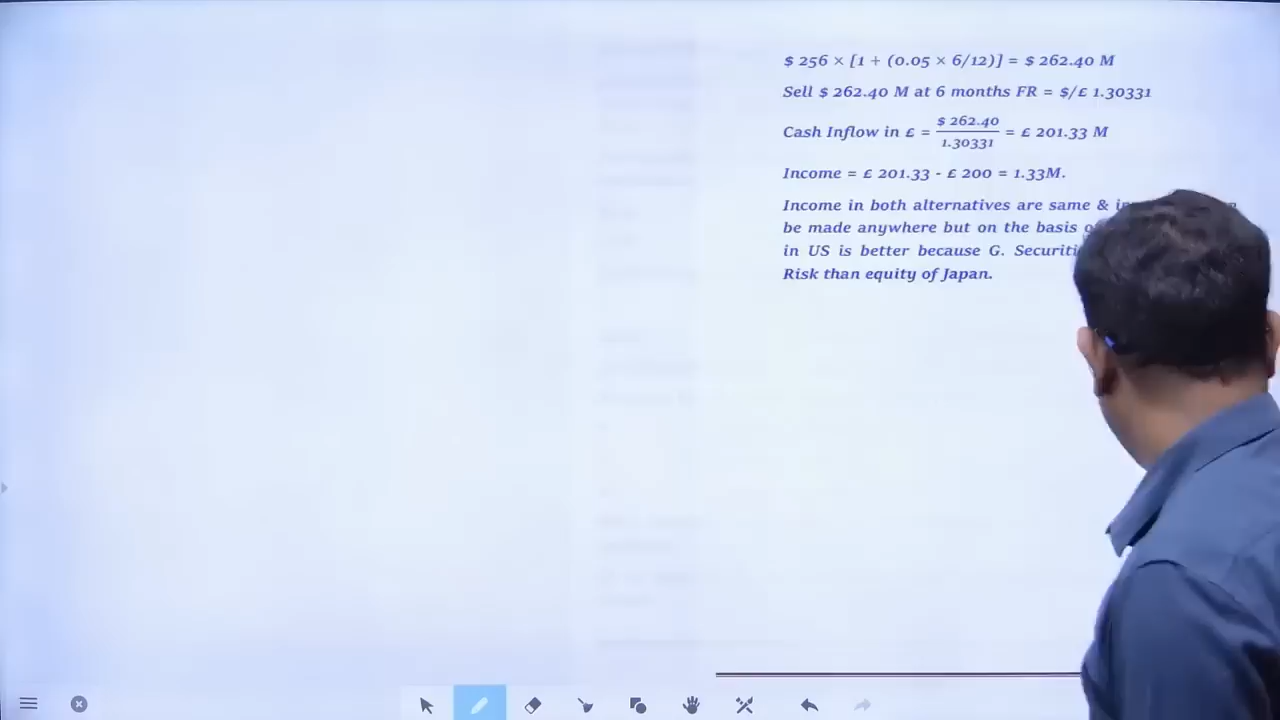 $ 256 × [1 + (0.05 × 6/12)] = $ 262.40 M
Sell $ 262.40 M at 6 months FR = $/£ 1.30331
Cash Inflow in £ = $ 262.40 / 1.30331 = £ 201.33 M
Income = £ 201.33 - £ 200 = 1.33M.
Income in both alternatives are same &
be made anywhere but on the basis
in US is better because G.
Risk than equity of Japan.